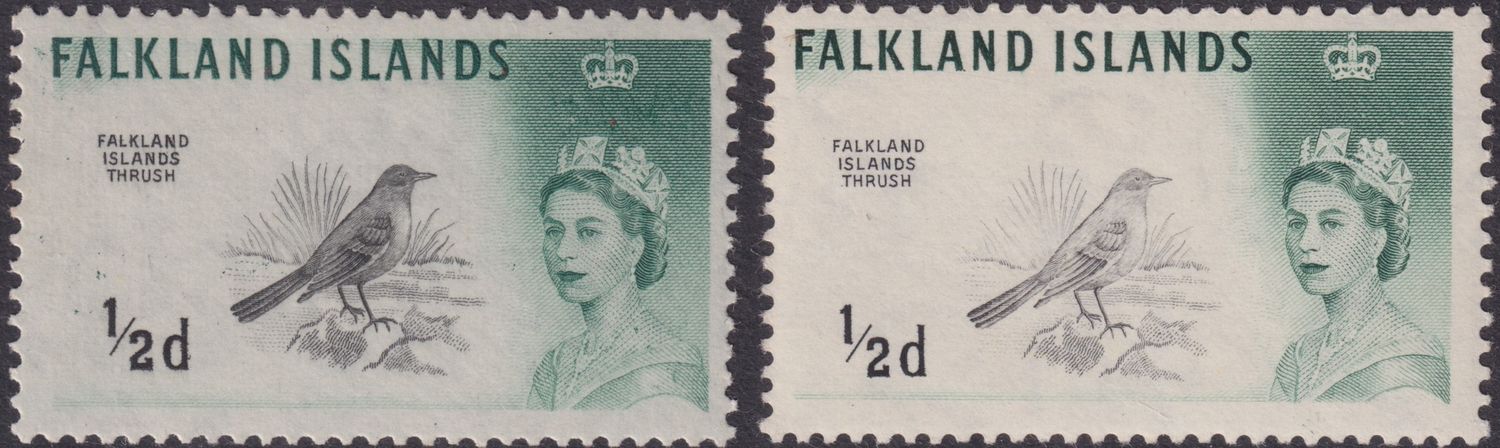 FALKLAND ISLANDS
FALKLAND
ISLANDS
THRUSH
½d
FALKLAND ISLANDS
FALKLAND
ISLANDS
THRUSH
½d